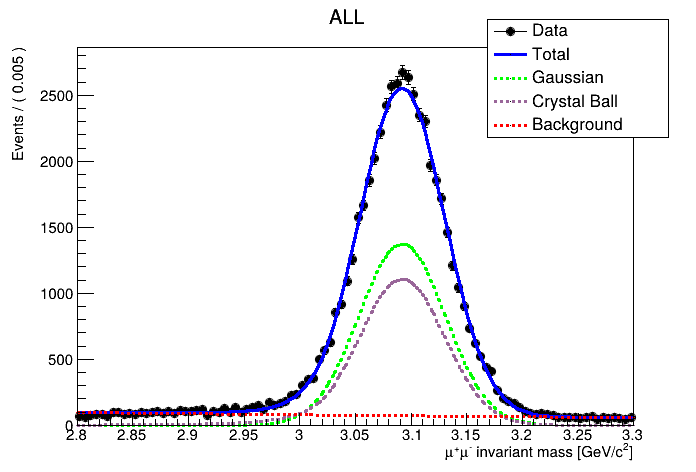 ALL
Data
Total
Gaussian
Crystal Ball
Background
Events / ( 0.005 )
2500
2000
1500
1000
500
0
2.8 2.85 2.9 2.95 3 3.05 3.1 3.15 3.2 3.25 3.3
μ⁺μ⁻ invariant mass [GeV/c²]